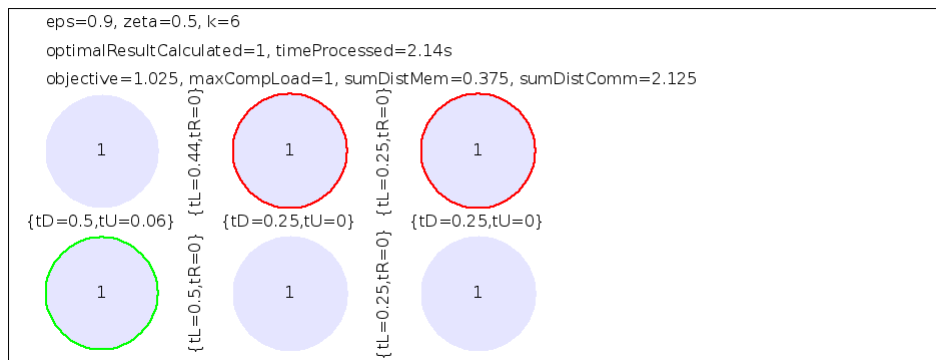 eps=0.9, zeta=0.5, k=6
optimalResultCalculated=1, timeProcessed=2.14s
objective=1.025, maxCompLoad=1, sumDistMem=0.375, sumDistComm=2.125
1
{tL=0.44,tR=0}
1
{tL=0.25,tR=0}
1
{tD=0.5,tU=0.06}
{tD=0.25,tU=0}
{tD=0.25,tU=0}
1
{tL=0.5,tR=0}
1
{tL=0.25,tR=0}
1